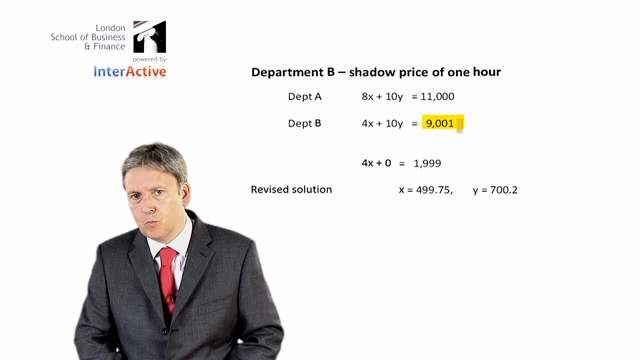 London
School of Business
& Finance
powered by
InterActive
Department B – shadow price of one hour
Dept A 8x + 10y = 11,000
Dept B 4x + 10y = 9,001
4x + 0 = 1,999
Revised solution x = 499.75, y = 700.2